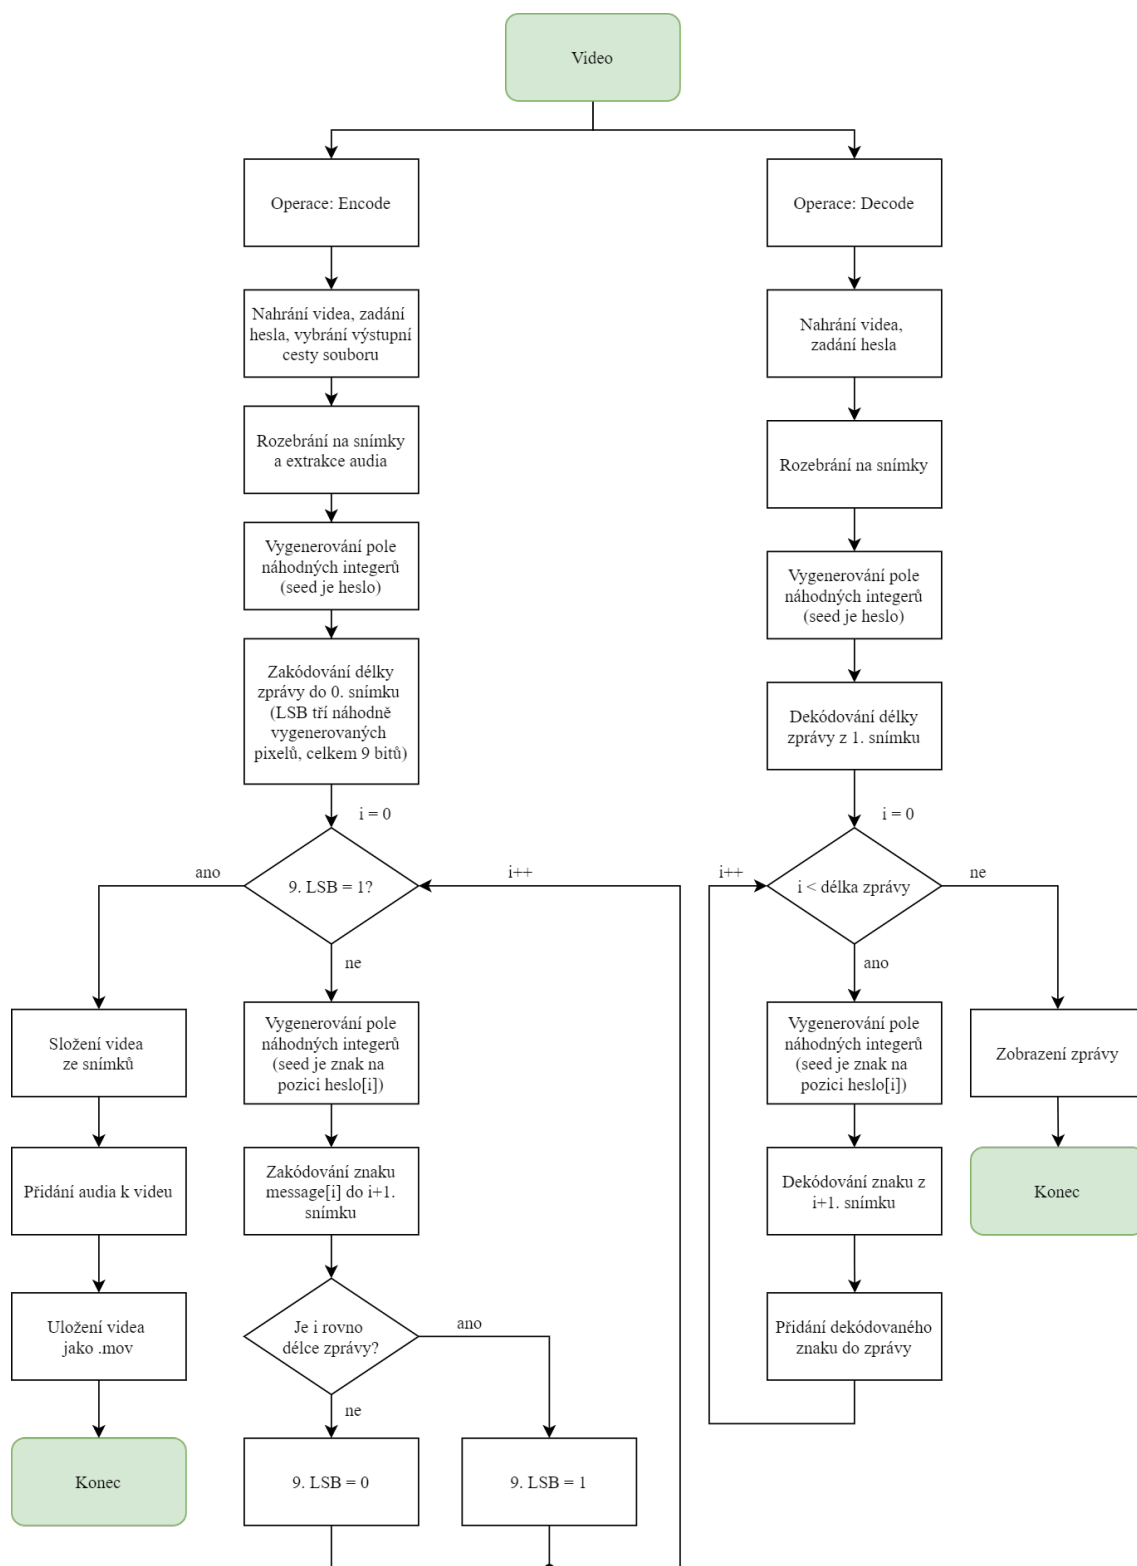 Video
Operace: Encode
Nahrání videa, zadání
hesla, vybrání výstupní
cesty souboru
Rozebrání na snímky
a extrakce audia
Vygenerování pole
náhodných integerů
(seed je heslo)
Zakódování délky
zprávy do 0. snímku
(LSB tří náhodně
vygenerovaných
pixelů, celkem 9 bitů)
i = 0
9. LSB = 1?
ano
i++
ne
Složení videa
ze snímků
Přidání audia k videu
Uložení videa
jako .mov
Konec
Vygenerování pole
náhodných integerů
(seed je znak na
pozici heslo[i])
Zakódování znaku
message[i] do i+1.
snímku
Je i rovno
délce zprávy?
ano
ne
9. LSB = 0
9. LSB = 1
Operace: Decode
Nahrání videa,
zadání hesla
Rozebrání na snímky
Vygenerování pole
náhodných integerů
(seed je heslo)
Dekódování délky
zprávy z 1. snímku
i = 0
i++
i < délka zprávy
ne
ano
Vygenerování pole
náhodných integerů
(seed je znak na
pozici heslo[i])
Dekódování znaku z
i+1. snímku
Přidání dekódovaného
znaku do zprávy
Zobrazení zprávy
Konec